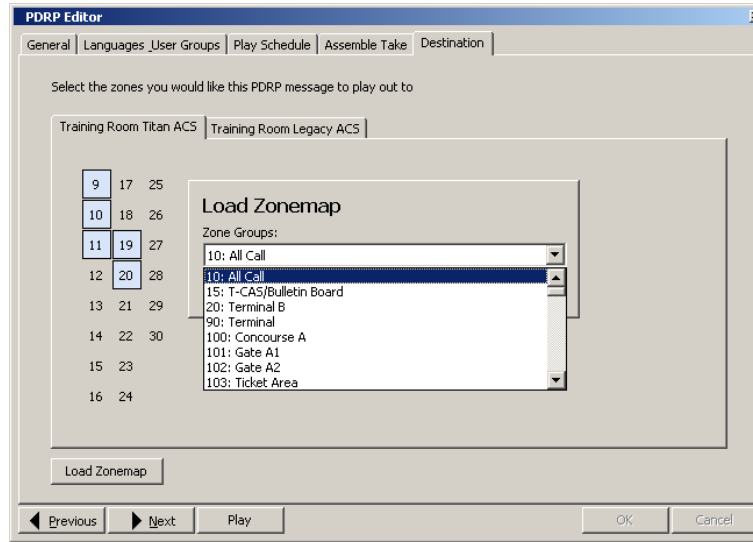 PDRP Editor
General Languages User Groups Play Schedule Assemble Take Destination
Select the zones you would like this PDRP message to play out to
Training Room Titan ACS Training Room Legacy ACS
9 17 25
10 18 26
11 19 27
12 20 28
13 21 29
14 22 30
15 23
16 24
Load Zonemap
Zone Groups:
10: All Call
10: All Call
15: T-CAS/Bulletin Board
20: Terminal B
90: Terminal
100: Concourse A
101: Gate A1
102: Gate A2
103: Ticket Area
Load Zonemap
Previous Next Play OK Cancel